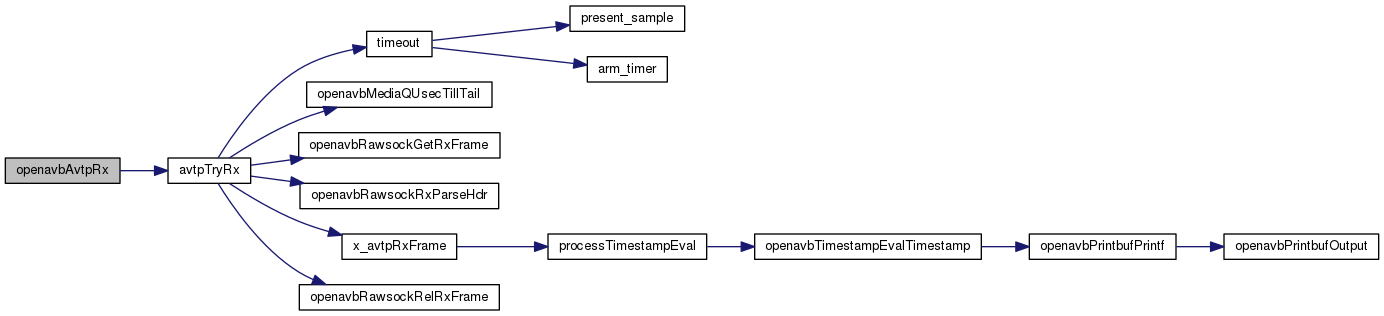 present_sample
timeout
arm_timer
openavbMediaQUsecTillTail
openavbRawsockGetRxFrame
openavbAvtpRx
avtpTryRx
openavbRawsockRxParseHdr
x_avtpRxFrame
processTimestampEval
openavbTimestampEvalTimestamp
openavbPrintbufPrintf
openavbPrintbufOutput
openavbRawsockRelRxFrame